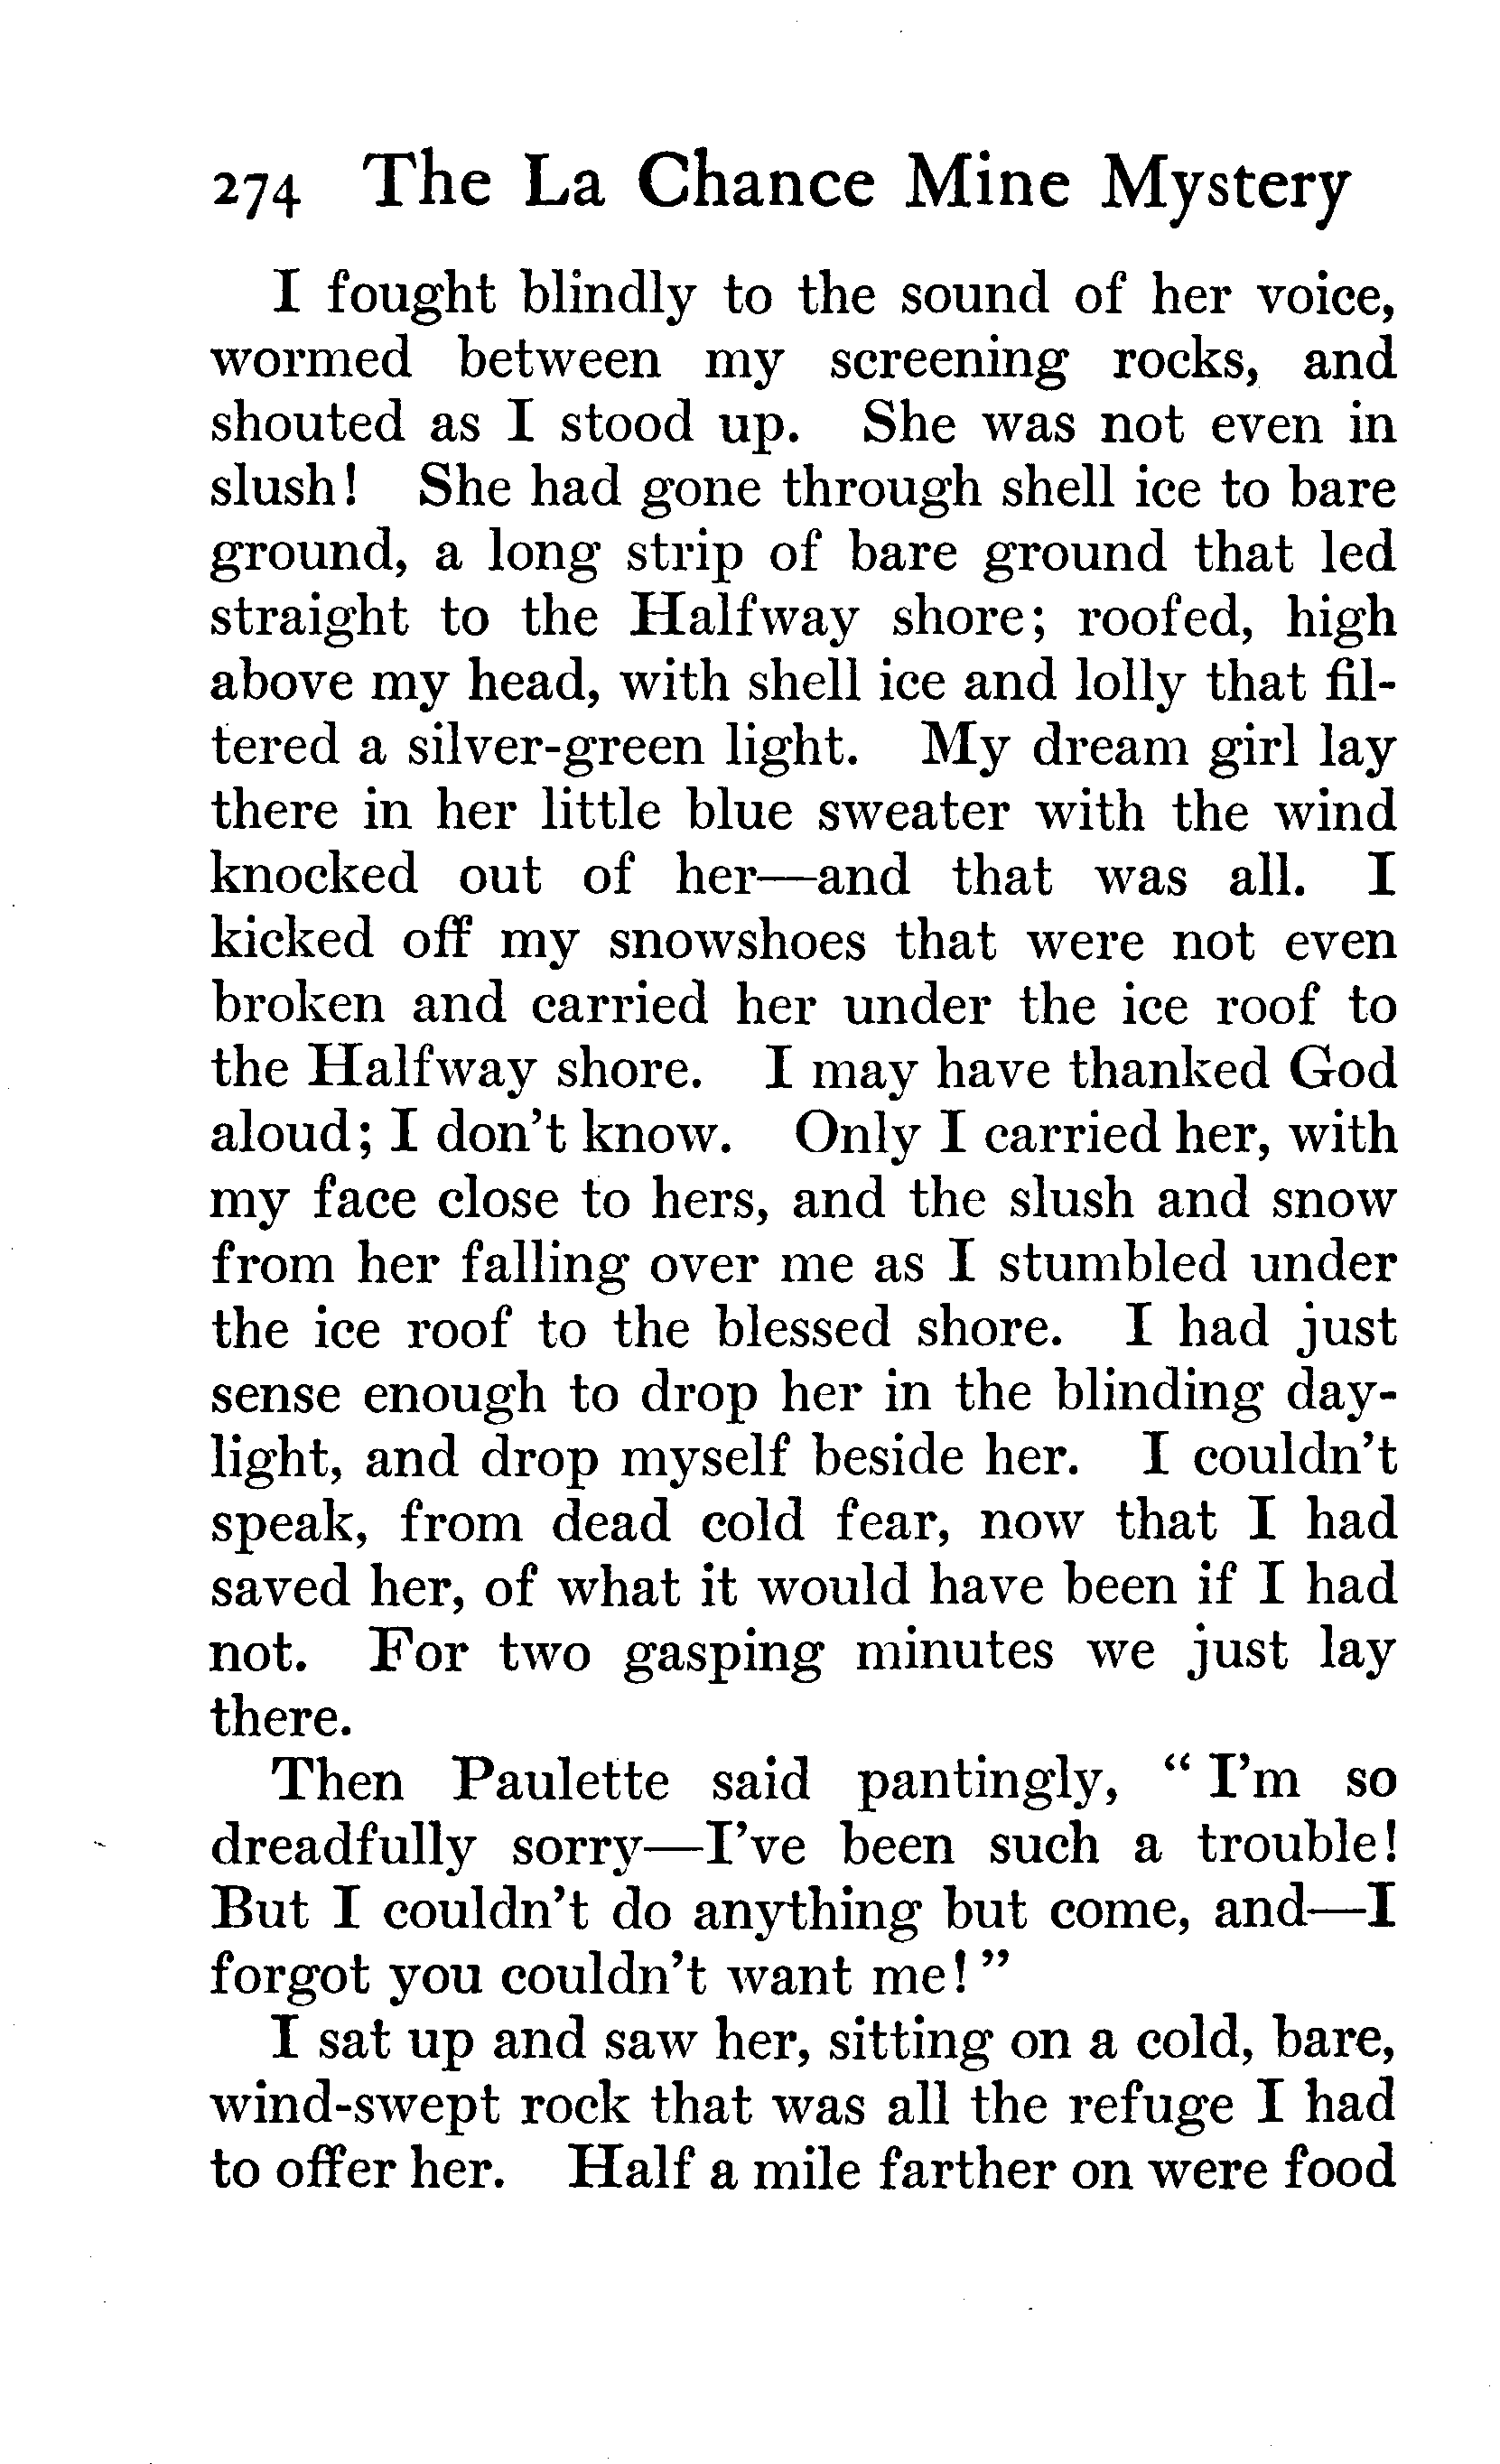 274 The La Chance Mine Mystery
I fought blindly to the sound of her voice,
wormed between my screening rocks, and
shouted as I stood up. She was not even in
slush! She had gone through shell ice to bare
ground, a long strip of bare ground that led
straight to the Halfway shore; roofed, high
above my head, with shell ice and lolly that fil-
tered a silver-green light. My dream girl lay
there in her little blue sweater with the wind
knocked out of her—and that was all. I
kicked off my snowshoes that were not even
broken and carried her under the ice roof to
the Halfway shore. I may have thanked God
aloud; I don't know. Only I carried her, with
my face close to hers, and the slush and snow
from her falling over me as I stumbled under
the ice roof to the blessed shore. I had just
sense enough to drop her in the blinding day-
light, and drop myself beside her. I couldn't
speak, from dead cold fear, now that I had
saved her, of what it would have been if I had
not. For two gasping minutes we just lay
there.
Then Paulette said pantingly, "I'm so
dreadfully sorry—I've been such a trouble!
But I couldn't do anything but come, and—I
forgot you couldn't want me!"
I sat up and saw her, sitting on a cold, bare,
wind-swept rock that was all the refuge I had
to offer her. Half a mile farther on were food